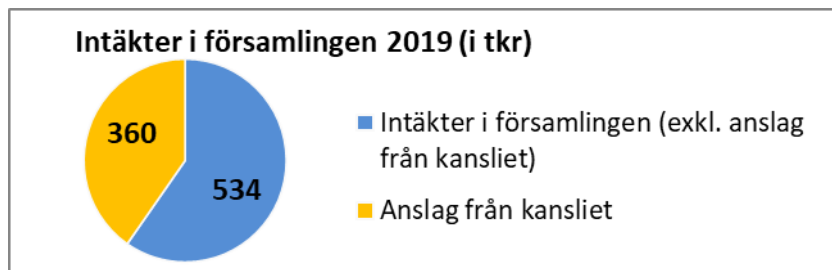 Intäkter i församlingen 2019 (i tkr)
360
534
Intäkter i församlingen (exkl. anslag
från kansliet)
Anslag från kansliet